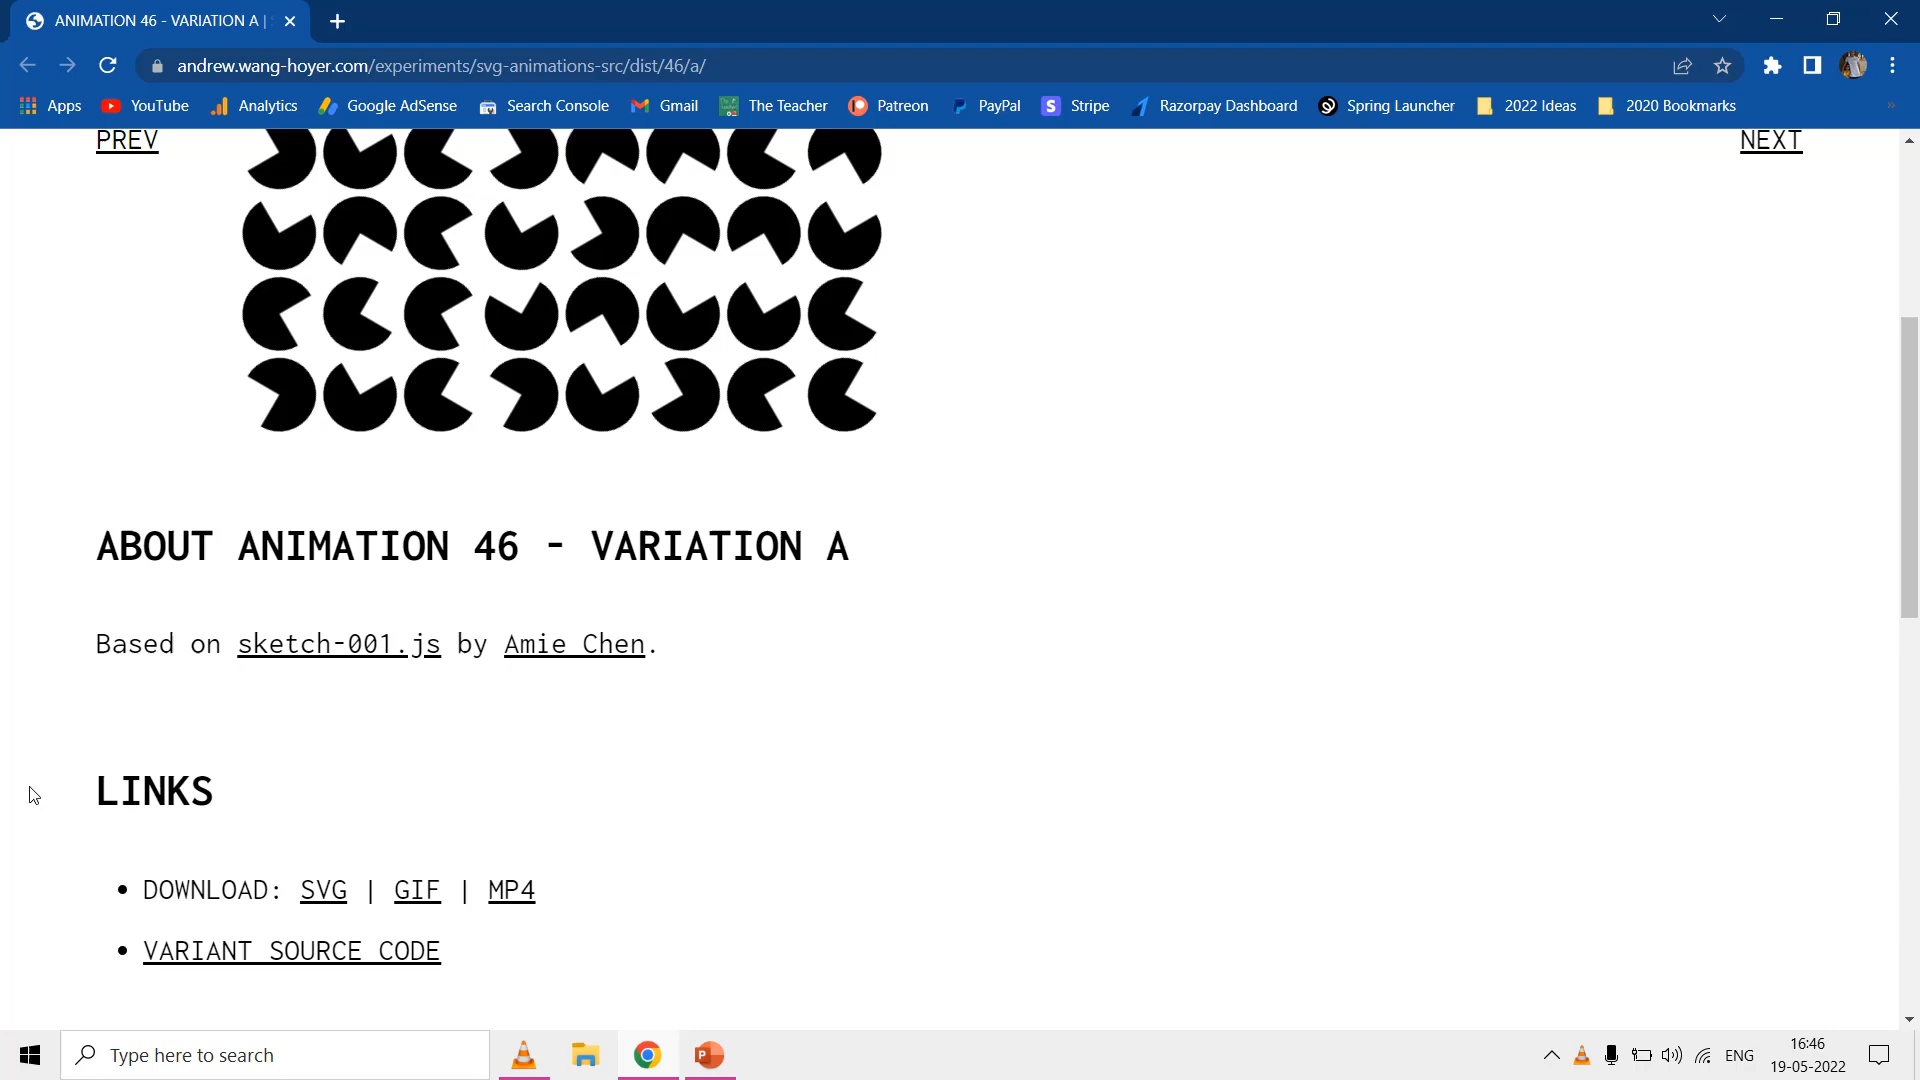 ANIMATION 46 - VARIATION A |
andrew.wang-hoyer.com/experiments/svg-animations-src/dist/46/a/
Apps YouTube Analytics Google AdSense Search Console Gmail The Teacher Patreon PayPal Stripe Razorpay Dashboard Spring Launcher 2022 Ideas 2020 Bookmarks
PREV NEXT
ABOUT ANIMATION 46 - VARIATION A
Based on sketch-001.js by Amie Chen.
LINKS
DOWNLOAD: SVG | GIF | MP4
VARIANT SOURCE CODE
Type here to search
ENG
16:46
19-05-2022